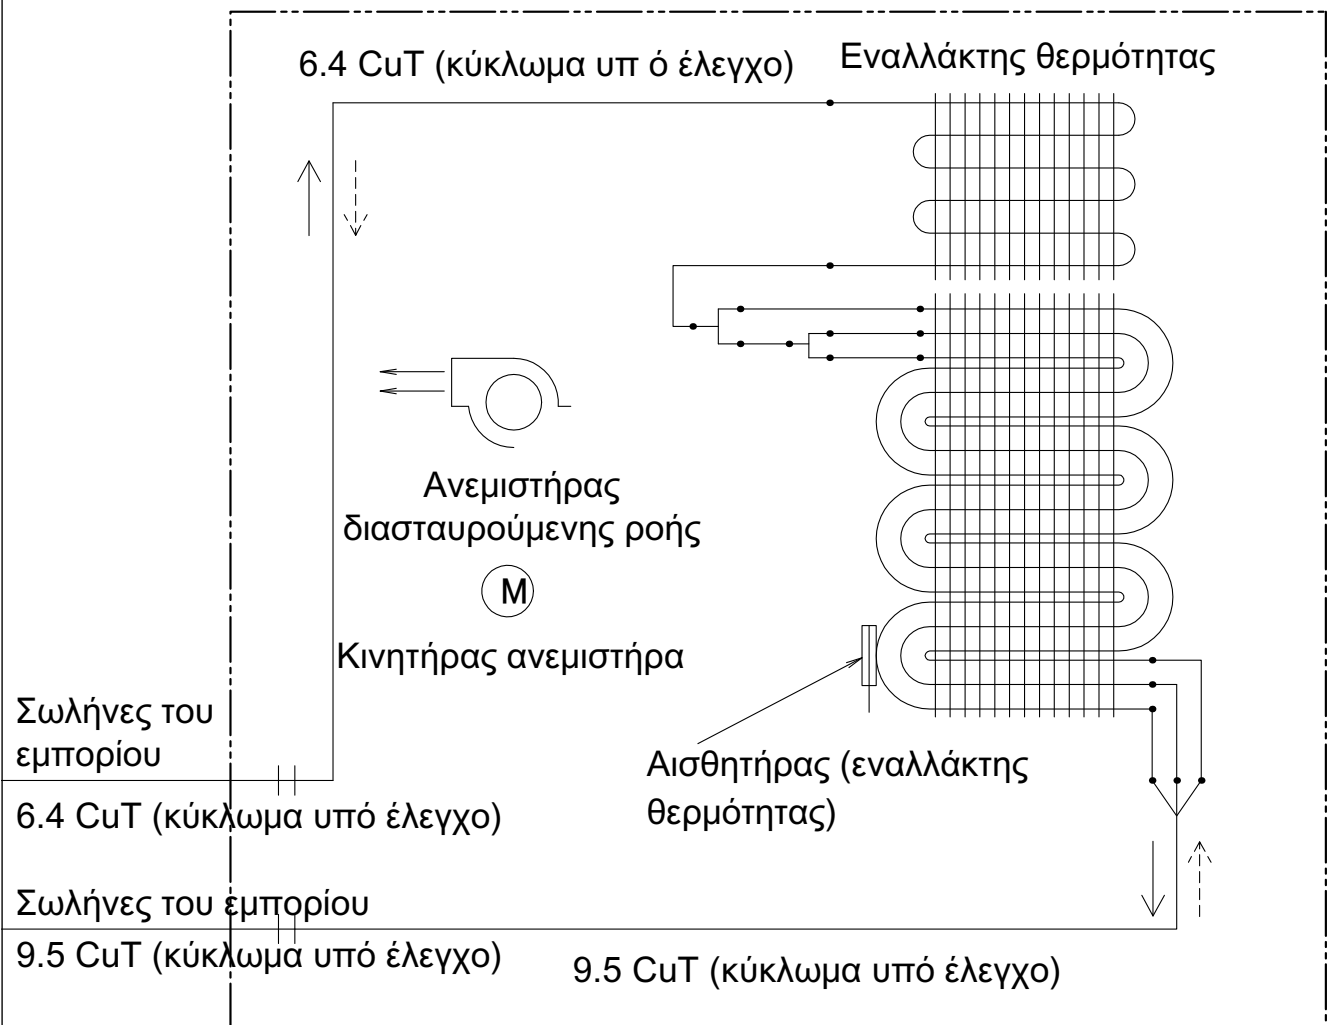 6.4 CuT (κύκλωμα υπ ό έλεγχο)
Εναλλάκτης θερμότητας
Ανεμιστήρας
διασταυρούμενης ροής
M
Κινητήρας ανεμιστήρα
Σωλήνες του
εμπορίου
6.4 CuT (κύκλωμα υπό έλεγχο)
Αισθητήρας (εναλλάκτης
θερμότητας)
Σωλήνες του εμπορίου
9.5 CuT (κύκλωμα υπό έλεγχο)
9.5 CuT (κύκλωμα υπό έλεγχο)